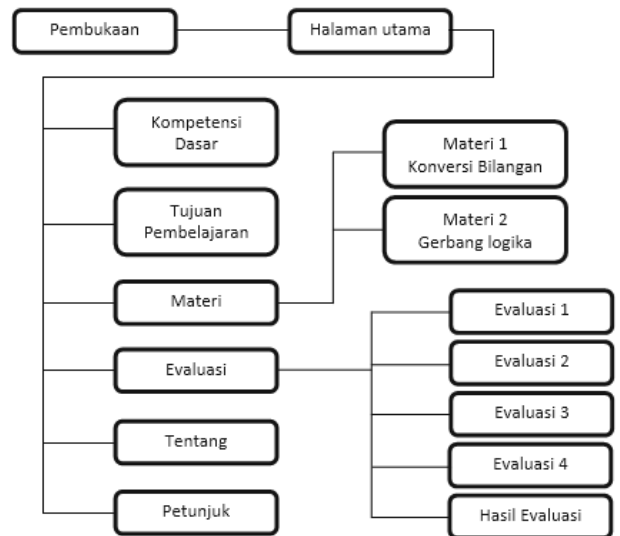 Pembukaan
Halaman utama
Kompetensi
Dasar
Tujuan
Pembelajaran
Materi
Materi 1
Konversi Bilangan
Materi 2
Gerbang logika
Evaluasi
Evaluasi 1
Evaluasi 2
Evaluasi 3
Evaluasi 4
Hasil Evaluasi
Tentang
Petunjuk